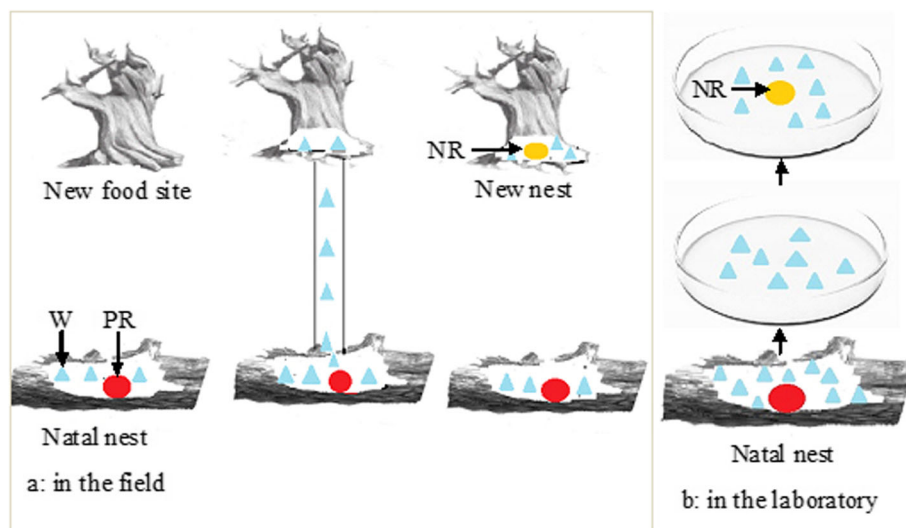 New food site
NR
New nest
W
PR
Natal nest
a: in the field
NR
Natal nest
b: in the laboratory